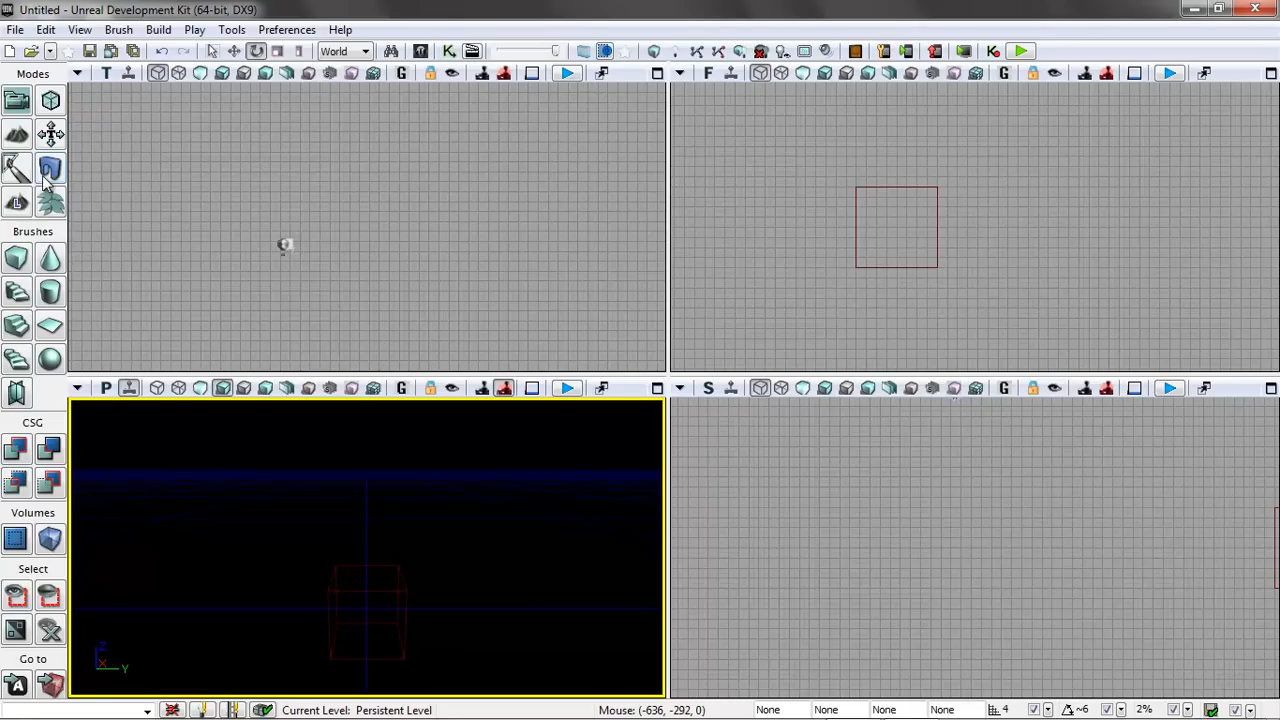 Untitled - Unreal Development Kit (64-bit, DX9)
File Edit View Brush Build Play Tools Preferences Help
World
Modes
T G
F G
L
Brushes
P G
S G
CSG
Volumes
Select
Go to
Z
X
Y
Current Level: Persistent Level Mouse: (-636, -292, 0) None None None None 4 ~6 2%